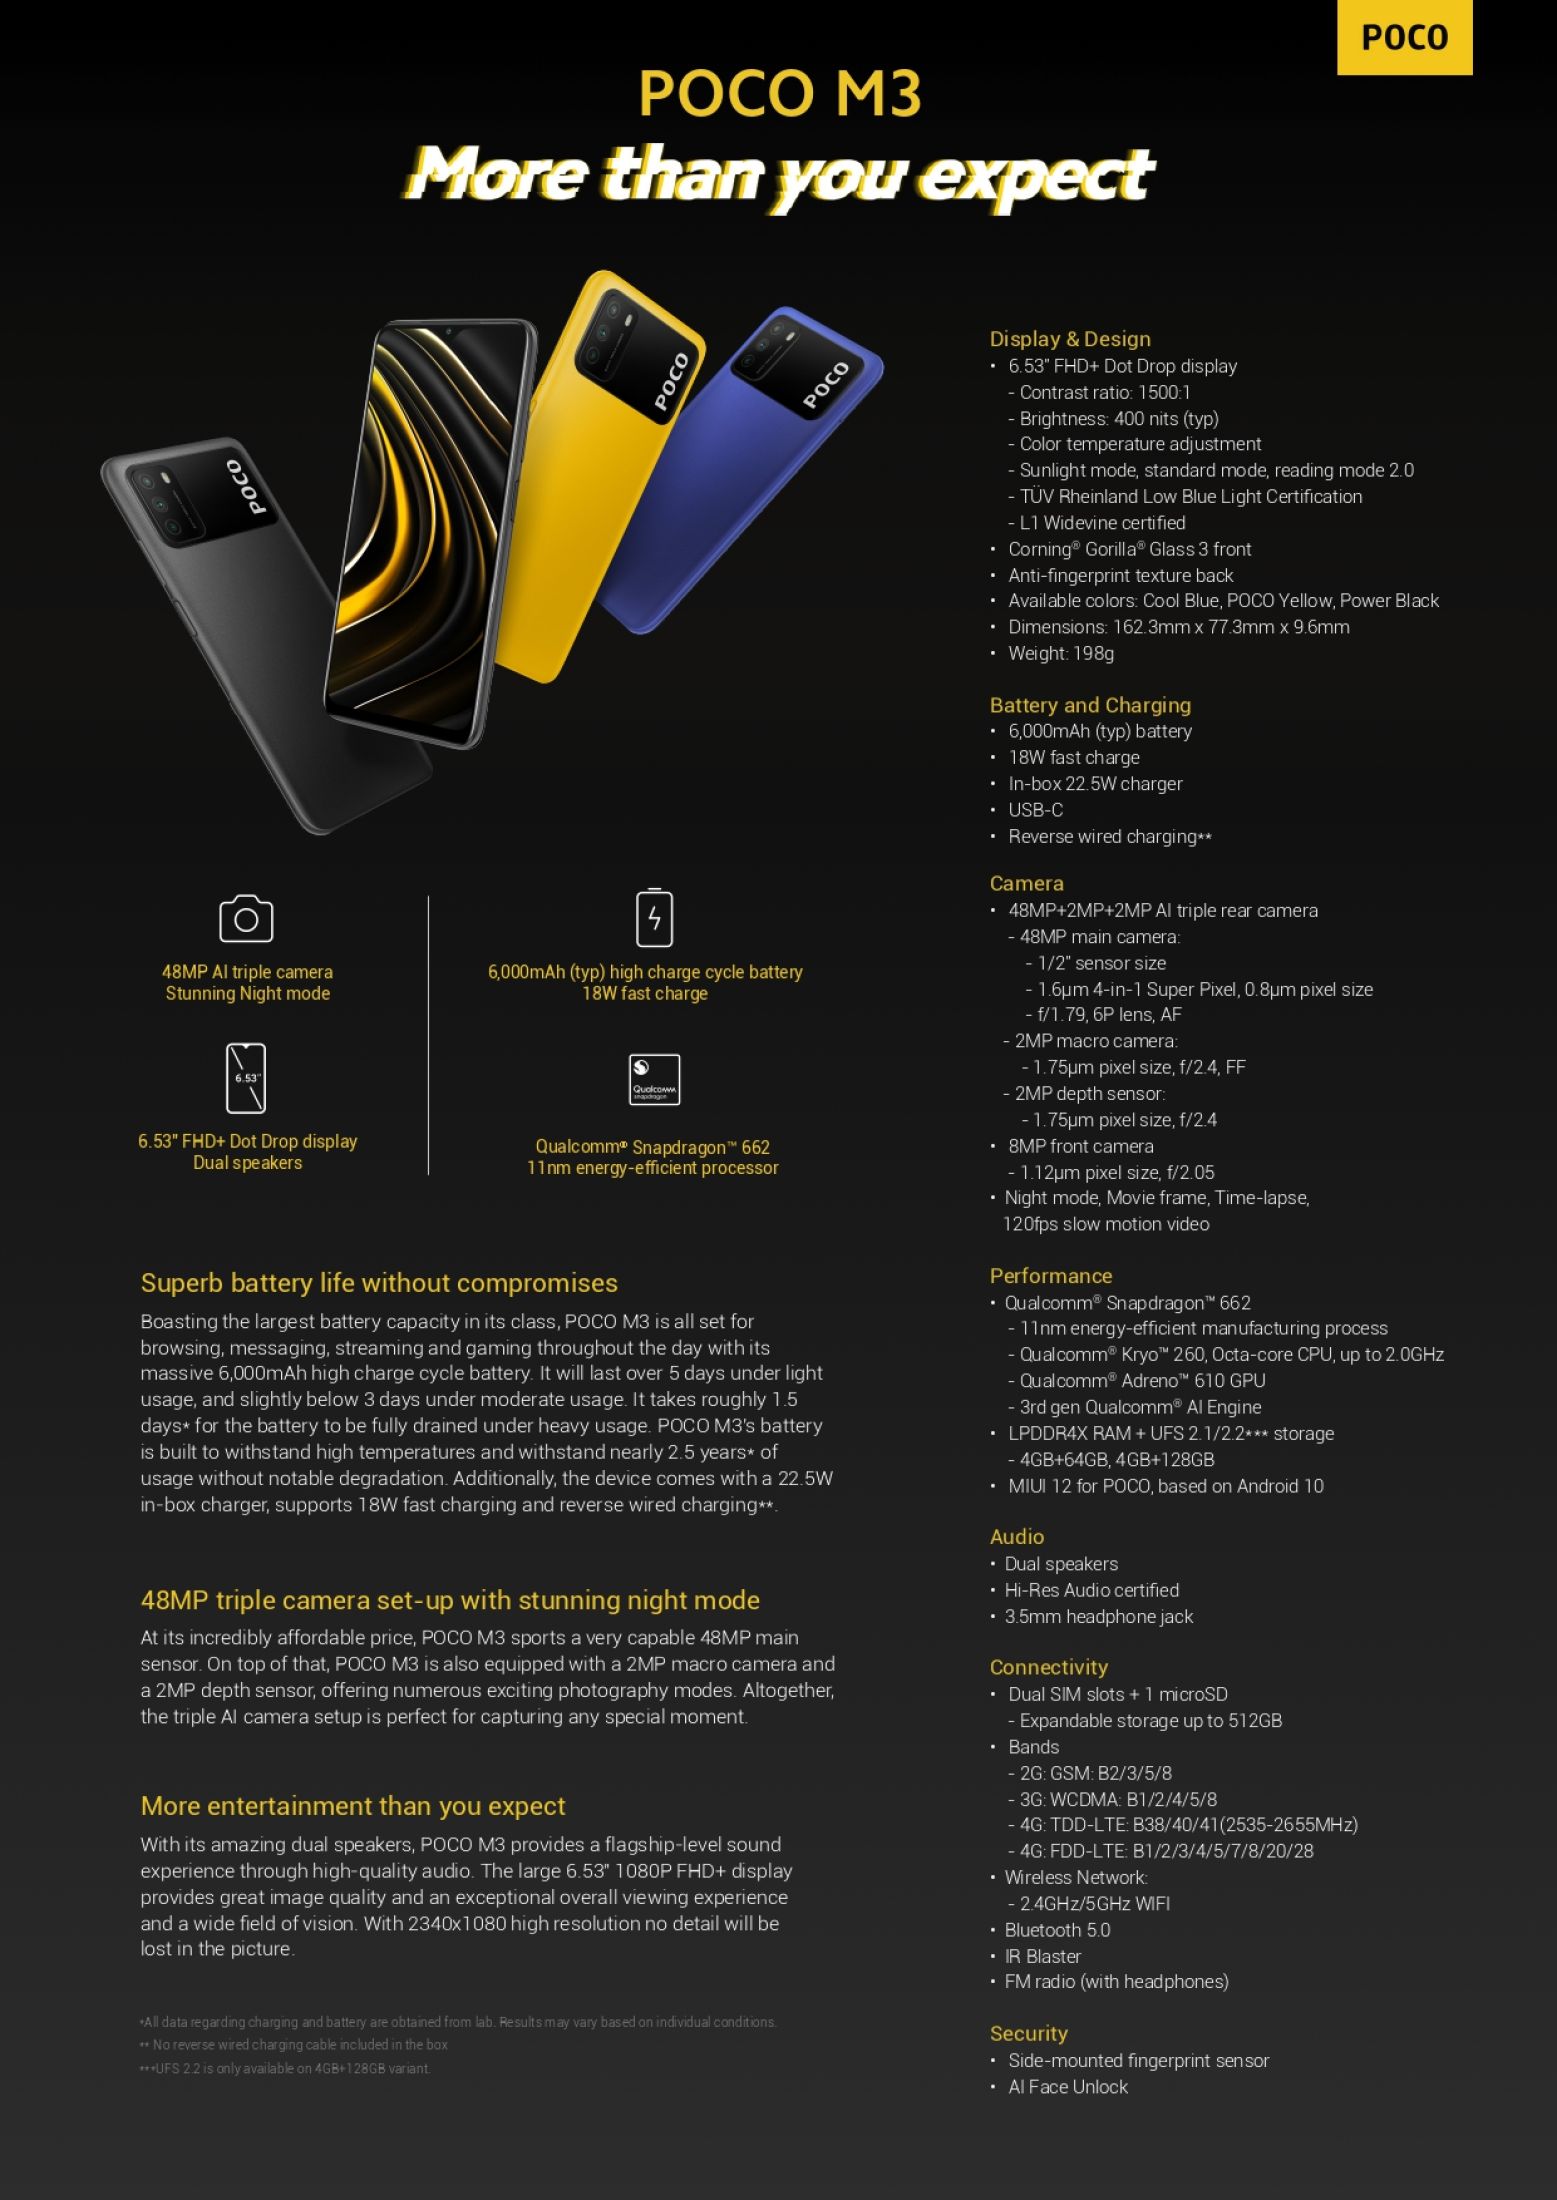 POCO
POCO M3
More than you expect
POCO
POCO
POCO
48MP AI triple camera
Stunning Night mode
6,000mAh (typ) high charge cycle battery
18W fast charge
6.53"
6.53" FHD+ Dot Drop display
Dual speakers
Qualcomm
snapdragon
Qualcomm® Snapdragon™ 662
11nm energy-efficient processor
Superb battery life without compromises
Boasting the largest battery capacity in its class, POCO M3 is all set for
browsing, messaging, streaming and gaming throughout the day with its
massive 6,000mAh high charge cycle battery. It will last over 5 days under light
usage, and slightly below 3 days under moderate usage. It takes roughly 1.5
days* for the battery to be fully drained under heavy usage. POCO M3's battery
is built to withstand high temperatures and withstand nearly 2.5 years* of
usage without notable degradation. Additionally, the device comes with a 22.5W
in-box charger, supports 18W fast charging and reverse wired charging**.
48MP triple camera set-up with stunning night mode
At its incredibly affordable price, POCO M3 sports a very capable 48MP main
sensor. On top of that, POCO M3 is also equipped with a 2MP macro camera and
a 2MP depth sensor, offering numerous exciting photography modes. Altogether,
the triple AI camera setup is perfect for capturing any special moment.
More entertainment than you expect
With its amazing dual speakers, POCO M3 provides a flagship-level sound
experience through high-quality audio. The large 6.53" 1080P FHD+ display
provides great image quality and an exceptional overall viewing experience
and a wide field of vision. With 2340x1080 high resolution no detail will be
lost in the picture.
*All data regarding charging and battery are obtained from lab. Results may vary based on individual conditions.
** No reverse wired charging cable included in the box
***UFS 2.2 is only available on 4GB+128GB variant.
Display & Design
• 6.53" FHD+ Dot Drop display
- Contrast ratio: 1500:1
- Brightness: 400 nits (typ)
- Color temperature adjustment
- Sunlight mode, standard mode, reading mode 2.0
- TÜV Rheinland Low Blue Light Certification
- L1 Widevine certified
• Corning® Gorilla® Glass 3 front
• Anti-fingerprint texture back
• Available colors: Cool Blue, POCO Yellow, Power Black
• Dimensions: 162.3mm x 77.3mm x 9.6mm
• Weight: 198g
Battery and Charging
• 6,000mAh (typ) battery
• 18W fast charge
• In-box 22.5W charger
• USB-C
• Reverse wired charging**
Camera
• 48MP+2MP+2MP AI triple rear camera
- 48MP main camera:
- 1/2" sensor size
- 1.6μm 4-in-1 Super Pixel, 0.8μm pixel size
- f/1.79, 6P lens, AF
- 2MP macro camera:
- 1.75μm pixel size, f/2.4, FF
- 2MP depth sensor:
- 1.75μm pixel size, f/2.4
• 8MP front camera
- 1.12μm pixel size, f/2.05
• Night mode, Movie frame, Time-lapse,
120fps slow motion video
Performance
• Qualcomm® Snapdragon™ 662
- 11nm energy-efficient manufacturing process
- Qualcomm® Kryo™ 260, Octa-core CPU, up to 2.0GHz
- Qualcomm® Adreno™ 610 GPU
- 3rd gen Qualcomm® AI Engine
• LPDDR4X RAM + UFS 2.1/2.2*** storage
- 4GB+64GB, 4GB+128GB
• MIUI 12 for POCO, based on Android 10
Audio
• Dual speakers
• Hi-Res Audio certified
• 3.5mm headphone jack
Connectivity
• Dual SIM slots + 1 microSD
- Expandable storage up to 512GB
• Bands
- 2G: GSM: B2/3/5/8
- 3G: WCDMA: B1/2/4/5/8
- 4G: TDD-LTE: B38/40/41(2535-2655MHz)
- 4G: FDD-LTE: B1/2/3/4/5/7/8/20/28
• Wireless Network:
- 2.4GHz/5GHz WIFI
• Bluetooth 5.0
• IR Blaster
• FM radio (with headphones)
Security
• Side-mounted fingerprint sensor
• AI Face Unlock